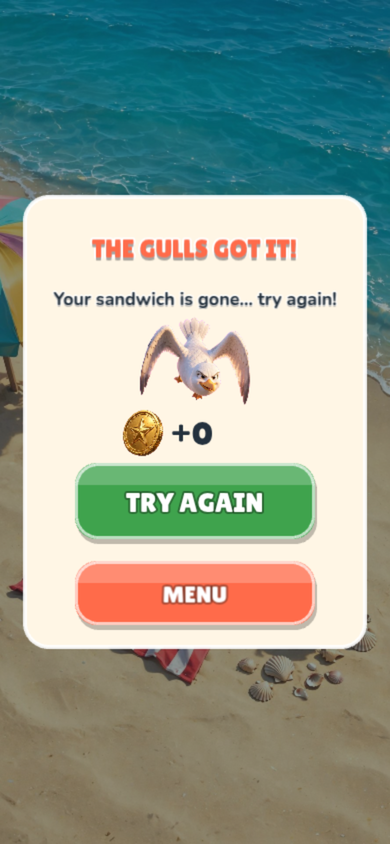 THE GULLS GOT IT!
Your sandwich is gone... try again!
+0
TRY AGAIN
MENU